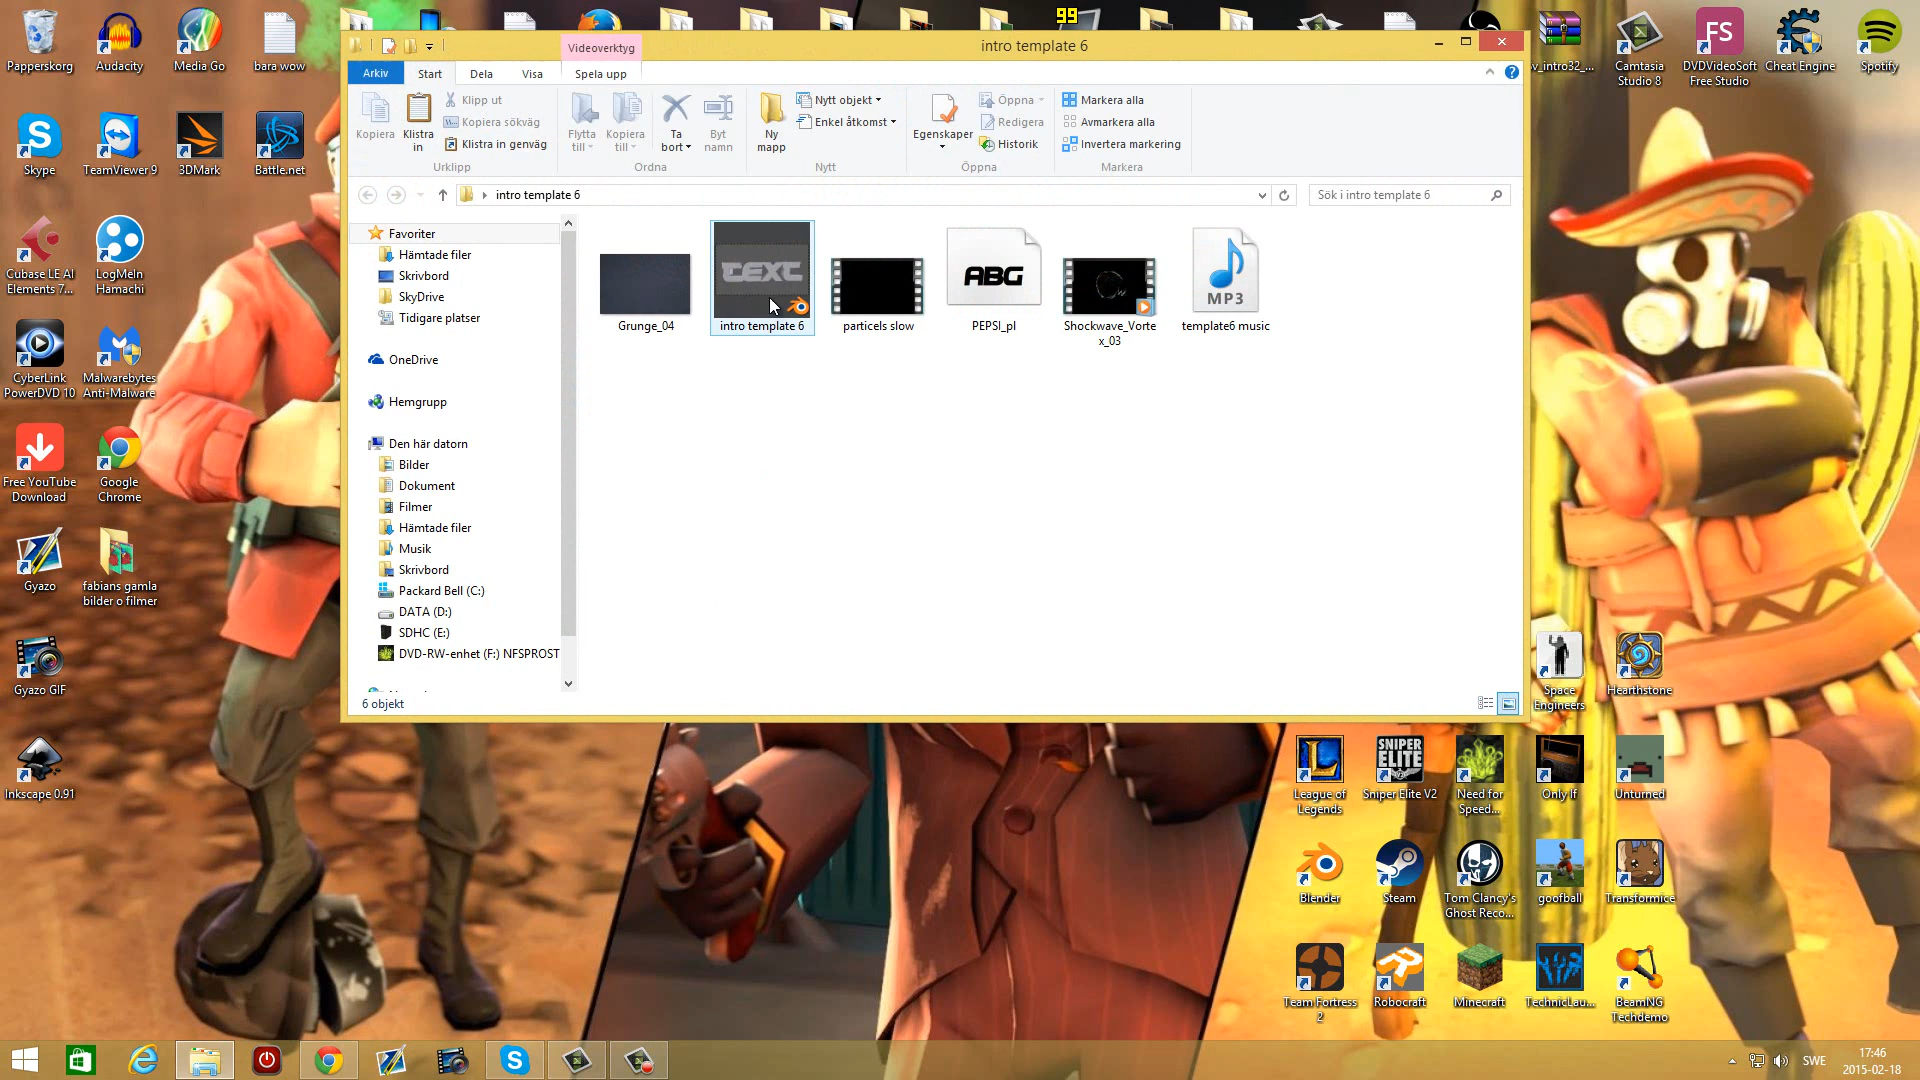 Papperskorg
Audacity
Media Go
bara wow
99
Camtasia
Studio 8
DVDVideoSoft
Free Studio
Cheat Engine
Spotify
FS
Videoverktyg
intro template 6
Arkiv
Start
Dela
Visa
Spela upp
Kopiera
Klistra
in
Klipp ut
Kopiera sökväg
Klistra in genväg
Urklipp
Flytta
till
Kopiera
till
Ta
bort
Byt
namn
Ordna
Ny
mapp
Nytt objekt
Enkel åtkomst
Nytt
Egenskaper
Öppna
Redigera
Historik
Öppna
Markera alla
Avmarkera alla
Invertera markering
Markera
intro template 6
Sök i intro template 6
Favoriter
Hämtade filer
Skrivbord
SkyDrive
Tidigare platser
OneDrive
Hemgrupp
Den här datorn
Bilder
Dokument
Filmer
Hämtade filer
Musik
Skrivbord
Packard Bell (C:)
DATA (D:)
SDHC (E:)
DVD-RW-enhet (F:) NFSPROST
TEXT
ABG
MP3
Grunge_04
intro template 6
particels slow
PEPSI_pl
Shockwave_Vorte
x_03
template6 music
6 objekt
Skype
TeamViewer 9
3DMark
Battle.net
Cubase LE AI
Elements 7...
LogMeIn
Hamachi
CyberLink
PowerDVD 10
Malwarebytes
Anti-Malware
Free YouTube
Download
Google
Chrome
Gyazo
fabians gamla
bilder o filmer
Gyazo GIF
Inkscape 0.91
Space
Engineers
Hearthstone
SNIPER
ELITE
League of
Legends
Sniper Elite V2
Need for
Speed...
Only If
Unturned
Blender
Steam
Tom Clancy's
Ghost Reco...
goofball
Transformice
Team Fortress
2
Robocraft
Minecraft
TechnicLau...
BeamNG
Techdemo
SWE
17:46
2015-02-18